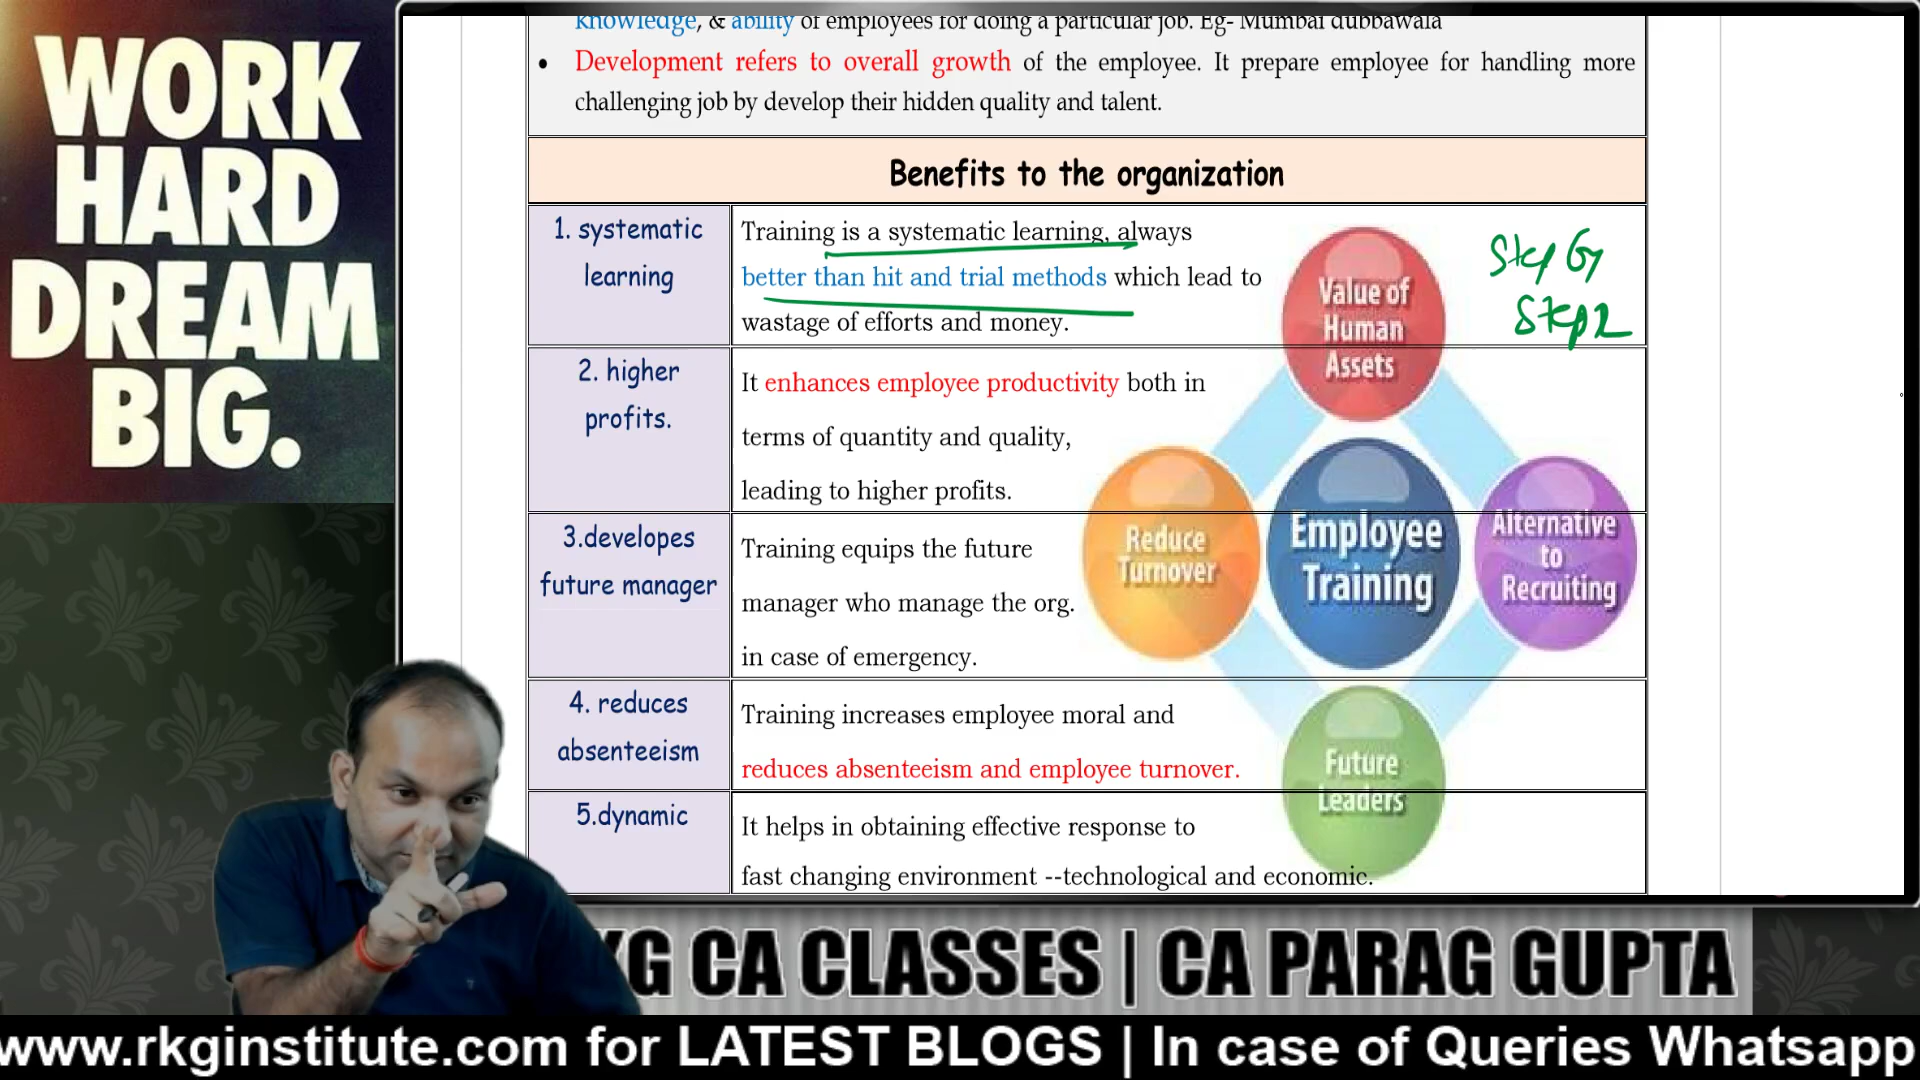 WORK
HARD
DREAM
BIG.
knowledge, & ability of employees for doing a particular job. Eg- Mumbai dubbawala
• Development refers to overall growth of the employee. It prepare employee for handling more
challenging job by develop their hidden quality and talent.
Benefits to the organization
1. systematic
learning
Training is a systematic learning, always
better than hit and trial methods which lead to
wastage of efforts and money.
Step by
Step
2. higher
profits.
It enhances employee productivity both in
terms of quantity and quality,
leading to higher profits.
3.developes
future manager
Training equips the future
manager who manage the org.
in case of emergency.
4. reduces
absenteeism
Training increases employee moral and
reduces absenteeism and employee turnover.
5.dynamic
It helps in obtaining effective response to
fast changing environment --technological and economic.
Value of
Human
Assets
Reduce
Turnover
Employee
Training
Alternative
to
Recruiting
Future
Leaders
G CA CLASSES | CA PARAG GUPTA
www.rkginstitute.com for LATEST BLOGS | In case of Queries Whatsapp